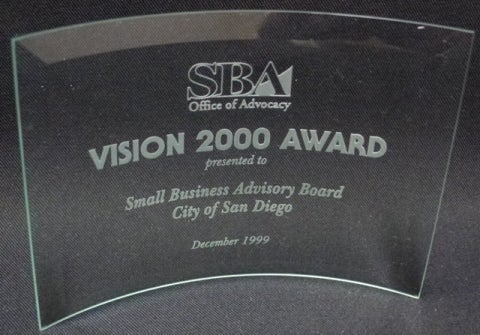 SBA
Office of Advocacy
VISION 2000 AWARD
presented to
Small Business Advisory Board
City of San Diego
December 1999